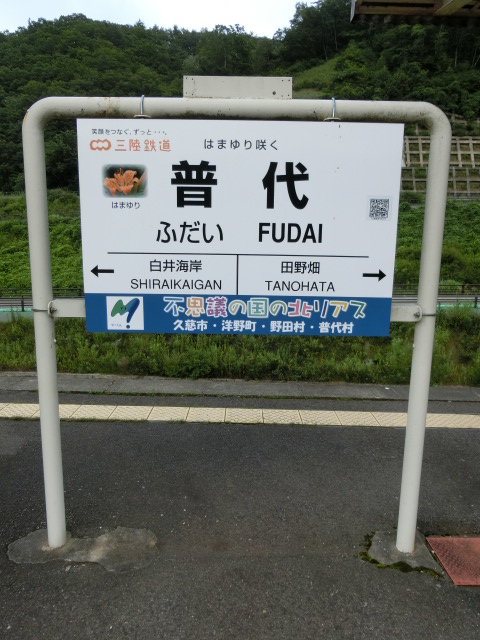 笑顔をつなぐ、ずっと・・・。
三陸鉄道 はまゆり咲く
普代
はまゆり
ふだい FUDAI
白井海岸 田野畑
SHIRAIKAIGAN TANOHATA
不思議の国の北リアス
久慈市・洋野町・野田村・普代村